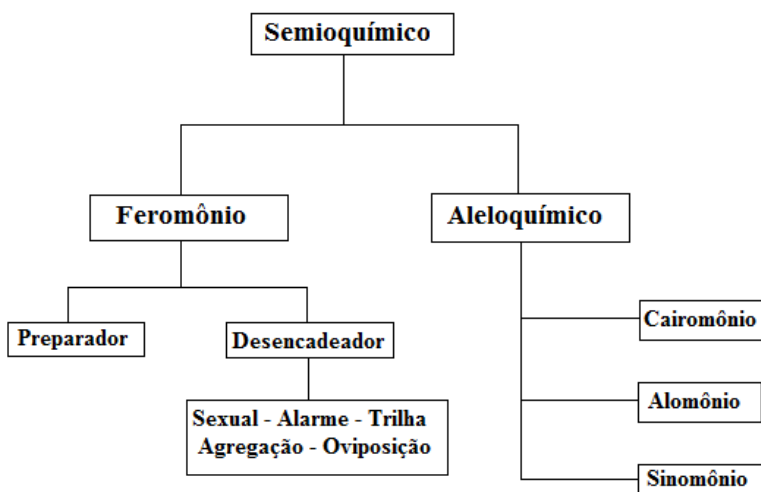 Semioquímico
Feromônio
Aleloquímico
Preparador
Desencadeador
Sexual - Alarme - Trilha
Agregação - Oviposição
Cairomônio
Alomônio
Sinomônio